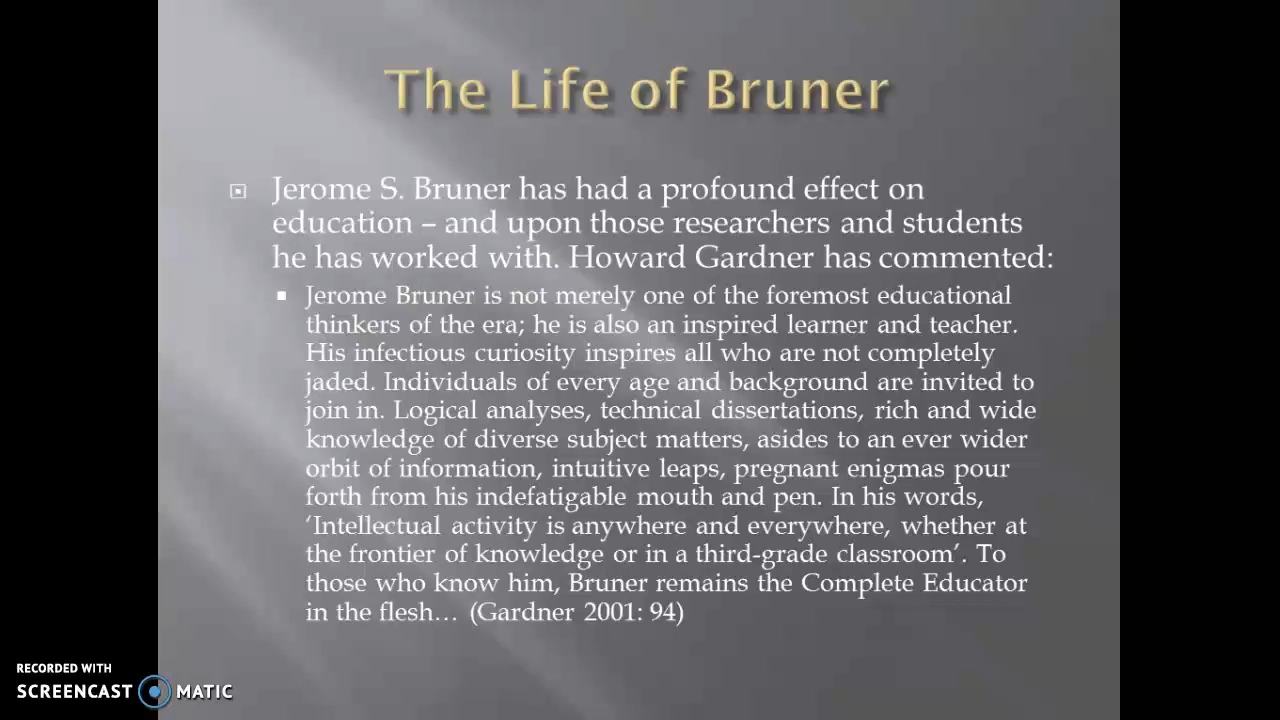 The Life of Bruner
Jerome S. Bruner has had a profound effect on
education – and upon those researchers and students
he has worked with. Howard Gardner has commented:
Jerome Bruner is not merely one of the foremost educational
thinkers of the era; he is also an inspired learner and teacher.
His infectious curiosity inspires all who are not completely
jaded. Individuals of every age and background are invited to
join in. Logical analyses, technical dissertations, rich and wide
knowledge of diverse subject matters, asides to an ever wider
orbit of information, intuitive leaps, pregnant enigmas pour
forth from his indefatigable mouth and pen. In his words,
‘Intellectual activity is anywhere and everywhere, whether at
the frontier of knowledge or in a third-grade classroom’. To
those who know him, Bruner remains the Complete Educator
in the flesh… (Gardner 2001: 94)
RECORDED WITH
SCREENCAST MATIC